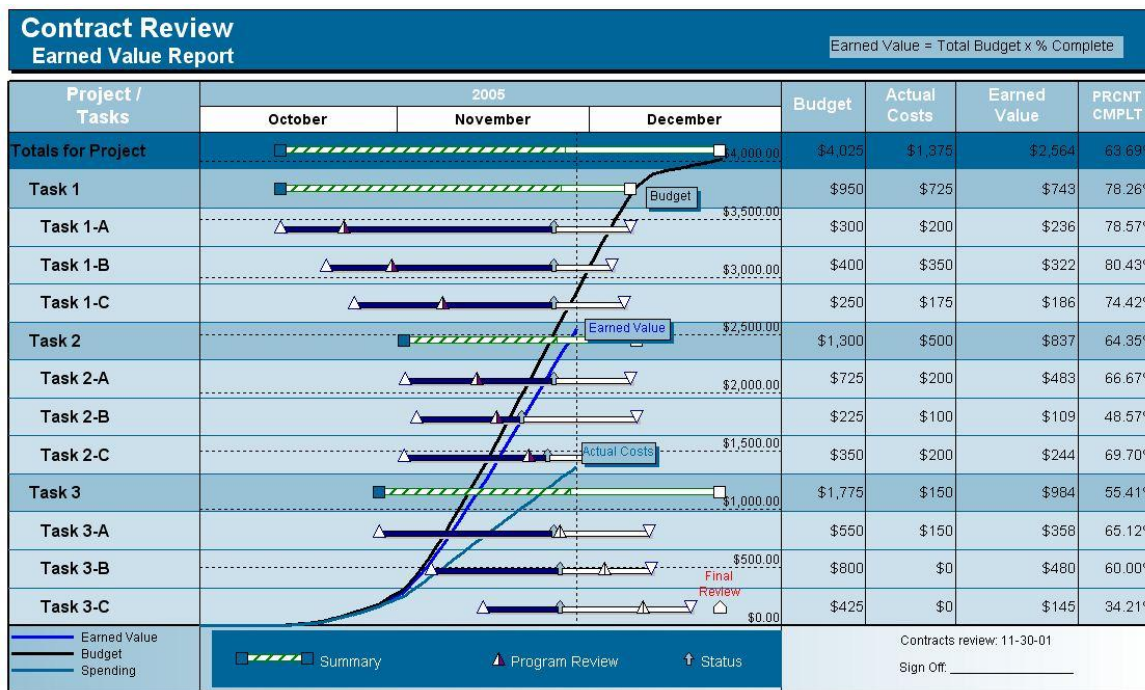 Contract Review
Earned Value Report
Earned Value = Total Budget x % Complete
Project / Tasks
2005
October November December
Budget
Actual Costs
Earned Value
PRCNT CMPLT
Totals for Project $4,000.00 $4,025 $1,375 $2,564 63.69%
Task 1 $950 $725 $743 78.26%
Budget
$3,500.00
Task 1-A $300 $200 $236 78.57%
Task 1-B $3,000.00 $400 $350 $322 80.43%
Task 1-C $250 $175 $186 74.42%
Earned Value $2,500.00
Task 2 $1,300 $500 $837 64.35%
Task 2-A $2,000.00 $725 $200 $483 66.67%
Task 2-B $225 $100 $109 48.57%
$1,500.00
Task 2-C Actual Costs $350 $200 $244 69.70%
Task 3 $1,000.00 $1,775 $150 $984 55.41%
Task 3-A $550 $150 $358 65.12%
$500.00
Task 3-B $800 $0 $480 60.00%
Final Review
Task 3-C $0.00 $425 $0 $145 34.21%
Earned Value
Budget
Spending
Summary Program Review Status
Contracts review: 11-30-01
Sign Off: